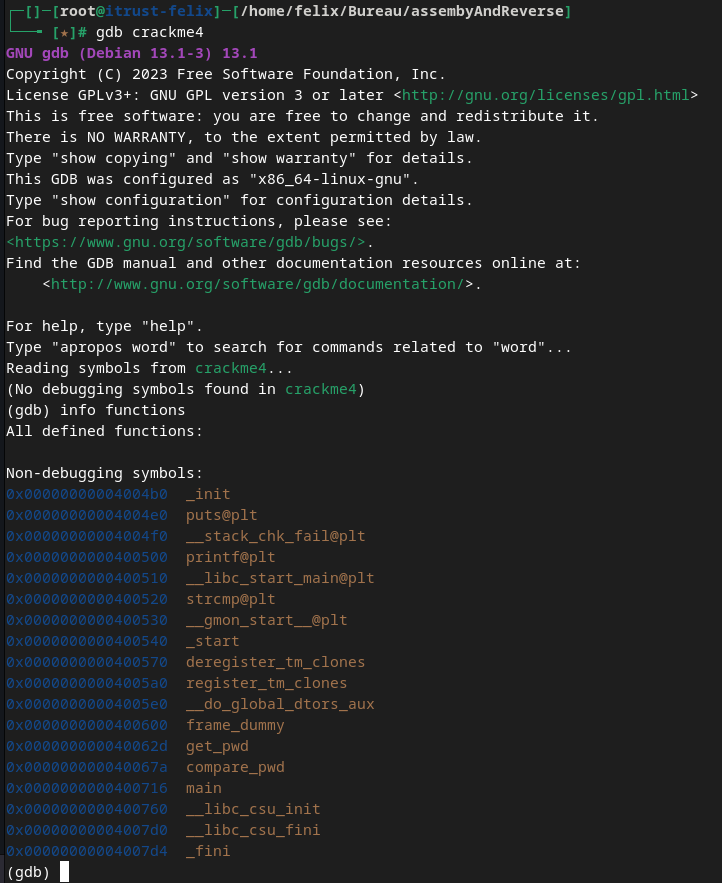 ┌─[]─[root@itrust-felix]─[/home/felix/Bureau/assembyAndReverse]
└──╼ [★]# gdb crackme4
GNU gdb (Debian 13.1-3) 13.1
Copyright (C) 2023 Free Software Foundation, Inc.
License GPLv3+: GNU GPL version 3 or later <http://gnu.org/licenses/gpl.html>
This is free software: you are free to change and redistribute it.
There is NO WARRANTY, to the extent permitted by law.
Type "show copying" and "show warranty" for details.
This GDB was configured as "x86_64-linux-gnu".
Type "show configuration" for configuration details.
For bug reporting instructions, please see:
<https://www.gnu.org/software/gdb/bugs/>.
Find the GDB manual and other documentation resources online at:
    <http://www.gnu.org/software/gdb/documentation/>.

For help, type "help".
Type "apropos word" to search for commands related to "word"...
Reading symbols from crackme4...
(No debugging symbols found in crackme4)
(gdb) info functions
All defined functions:

Non-debugging symbols:
0x00000000004004b0  _init
0x00000000004004e0  puts@plt
0x00000000004004f0  __stack_chk_fail@plt
0x0000000000400500  printf@plt
0x0000000000400510  __libc_start_main@plt
0x0000000000400520  strcmp@plt
0x0000000000400530  __gmon_start__@plt
0x0000000000400540  _start
0x0000000000400570  deregister_tm_clones
0x00000000004005a0  register_tm_clones
0x00000000004005e0  __do_global_dtors_aux
0x0000000000400600  frame_dummy
0x000000000040062d  get_pwd
0x000000000040067a  compare_pwd
0x0000000000400716  main
0x0000000000400760  __libc_csu_init
0x00000000004007d0  __libc_csu_fini
0x00000000004007d4  _fini
(gdb)